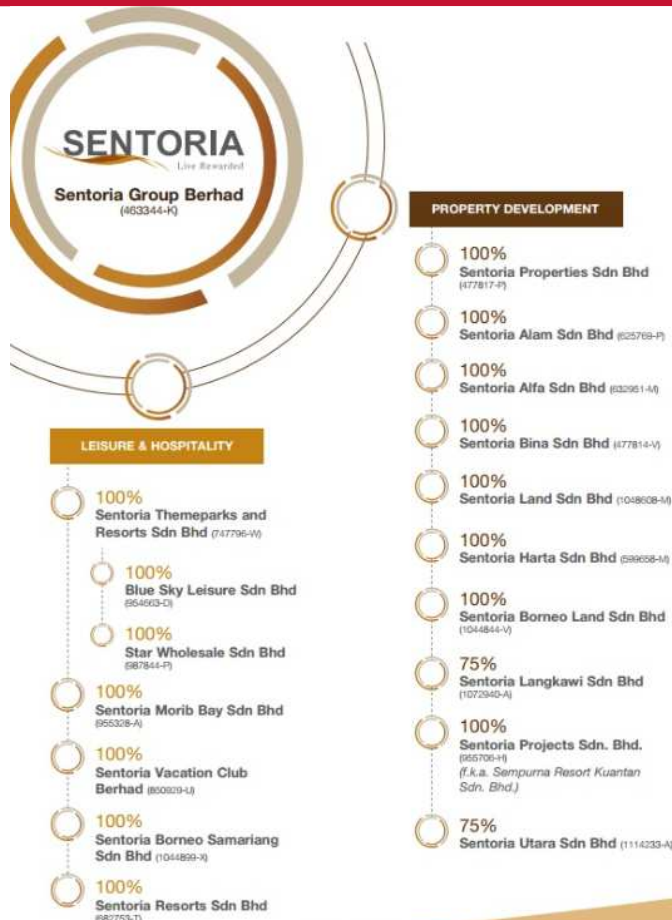 SENTORIA
Live Rewarded
Sentoria Group Berhad
(463344-K)
PROPERTY DEVELOPMENT
100%
Sentoria Properties Sdn Bhd
(477817-P)
100%
Sentoria Alam Sdn Bhd (625769-P)
100%
Sentoria Alfa Sdn Bhd (632951-M)
100%
Sentoria Bina Sdn Bhd (477814-V)
100%
Sentoria Land Sdn Bhd (1048608-M)
100%
Sentoria Harta Sdn Bhd (599658-M)
100%
Sentoria Borneo Land Sdn Bhd
(1044844-V)
75%
Sentoria Langkawi Sdn Bhd
(1072940-A)
100%
Sentoria Projects Sdn. Bhd.
(955706-H)
(f.k.a. Sempurna Resort Kuantan
Sdn. Bhd.)
75%
Sentoria Utara Sdn Bhd (1114233-A)
LEISURE & HOSPITALITY
100%
Sentoria Themeparks and
Resorts Sdn Bhd (747796-W)
100%
Blue Sky Leisure Sdn Bhd
(954663-D)
100%
Star Wholesale Sdn Bhd
(987844-P)
100%
Sentoria Morib Bay Sdn Bhd
(955328-A)
100%
Sentoria Vacation Club
Berhad (850929-U)
100%
Sentoria Borneo Samariang
Sdn Bhd (1044899-X)
100%
Sentoria Resorts Sdn Bhd
(682753-T)